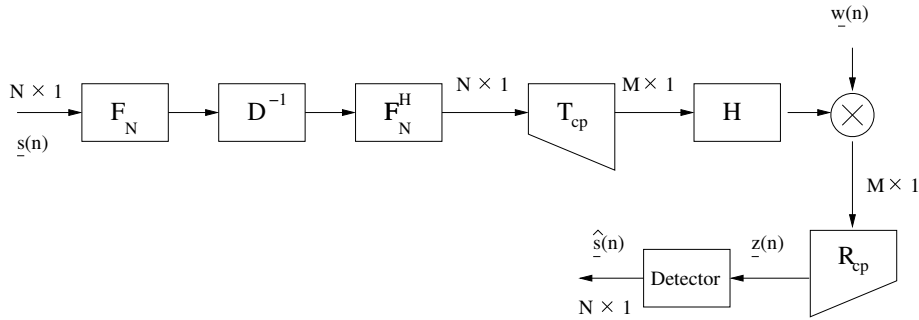 w(n)
N × 1
N × 1
M × 1
F_N
D^{-1}
F_N^H
T_cp
H
s(n)
M × 1
ŝ(n)
z(n)
R_cp
Detector
N × 1